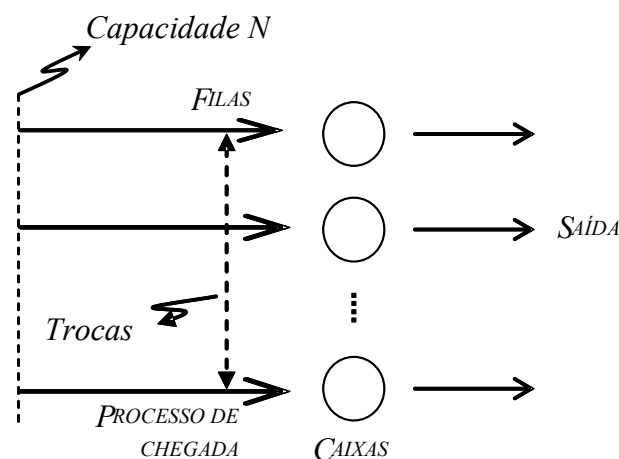 Capacidade N
FILAS
SAÍDA
Trocas
PROCESSO DE
CHEGADA
CAIXAS